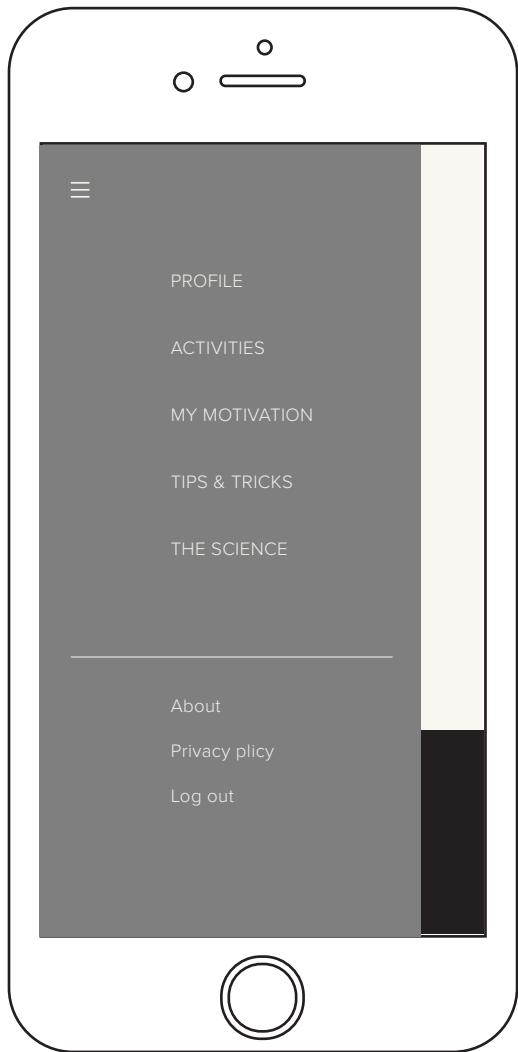 PROFILE
ACTIVITIES
MY MOTIVATION
TIPS & TRICKS
THE SCIENCE
About
Privacy plicy
Log out